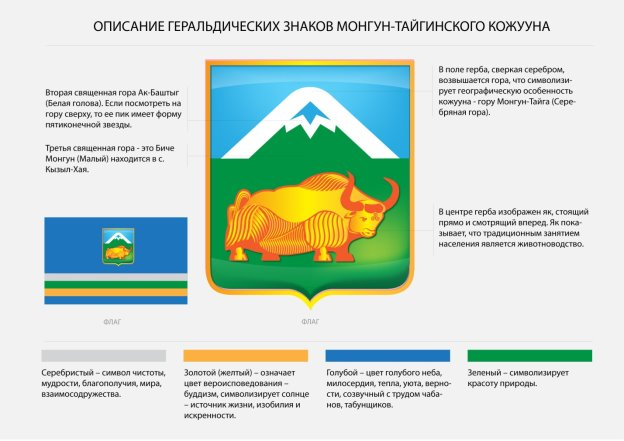 ОПИСАНИЕ ГЕРАЛЬДИЧЕСКИХ ЗНАКОВ МОНГУН-ТАЙГИНСКОГО КОЖУУНА
Вторая священная гора Ак-Баштыг
(Белая голова). Если посмотреть на
гору сверху, то ее пик имеет форму
пятиконечной звезды.
Третья священная гора - это Биче
Монгун (Малый) находится в с.
Кызыл-Хая.
В поле герба, сверкая серебром,
возвышается гора, что символизи-
рует географическую особенность
кожууна - гору Монгун-Тайга (Сере-
бряная гора).
В центре герба изображен як, стоящий
прямо и смотрящий вперед. Як пока-
зывает, что традиционным занятием
населения является животноводство.
ФЛАГ
ФЛАГ
Серебристый – символ чистоты,
мудрости, благополучия, мира,
взаимосодружества.
Золотой (желтый) – означает
цвет вероисповедования –
буддизм, символизирует солнце
– источник жизни, изобилия и
искренности.
Голубой – цвет голубого неба,
милосердия, тепла, уюта, верно-
сти, созвучный с трудом чаба-
нов, табунщиков.
Зеленый – символизирует
красоту природы.